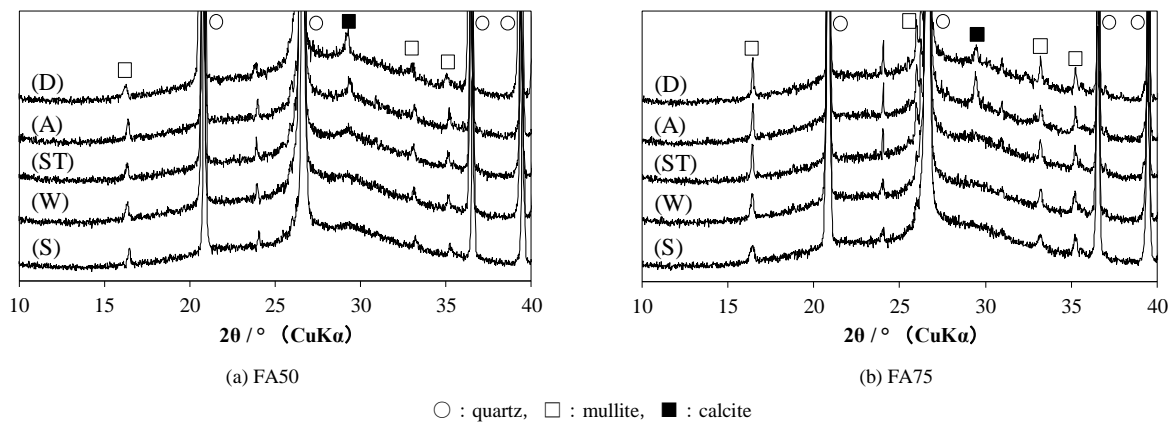 (D)
(A)
(ST)
(W)
(S)
10 15 20 25 30 35 40
2θ / ° （CuKα）
(a) FA50
(D)
(A)
(ST)
(W)
(S)
10 15 20 25 30 35 40
2θ / ° （CuKα）
(b) FA75
○ : quartz, □ : mullite, ■ : calcite